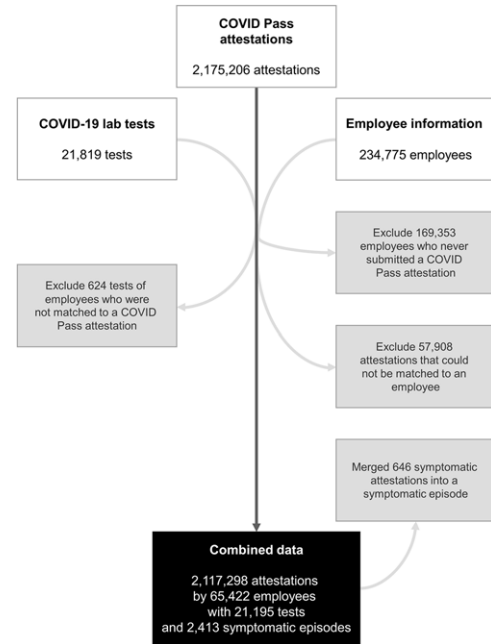 COVID Pass
attestations
2,175,206 attestations
COVID-19 lab tests
21,819 tests
Employee information
234,775 employees
Exclude 169,353
employees who never
submitted a COVID
Pass attestation
Exclude 624 tests of
employees who were
not matched to a COVID
Pass attestation
Exclude 57,908
attestations that could
not be matched to an
employee
Merged 646 symptomatic
attestations into a
symptomatic episode
Combined data
2,117,298 attestations
by 65,422 employees
with 21,195 tests
and 2,413 symptomatic episodes